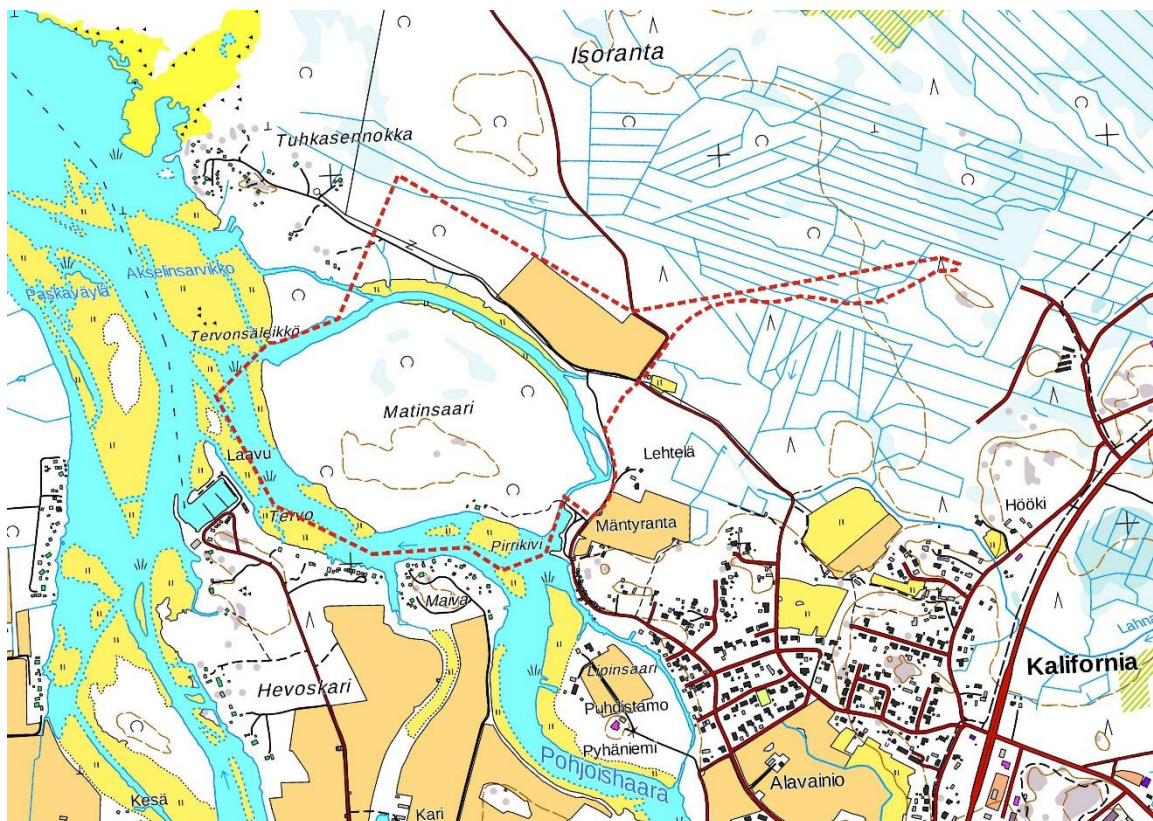 Isoranta
Tuhkasennokka
Akselinsarvikko
Paskaväylä
Tervonsäleikkö
Matinsaari
Laavu
Lehtelä
Hööki
Tervo
Mäntyranta
Pirrikivi
Maiva
Lahna
Lipinsaari
Kalifornia
Hevoskari
Puhdistamo
Pyhäniemi
Pohjoishaara
Alavainio
Kesä
Kari